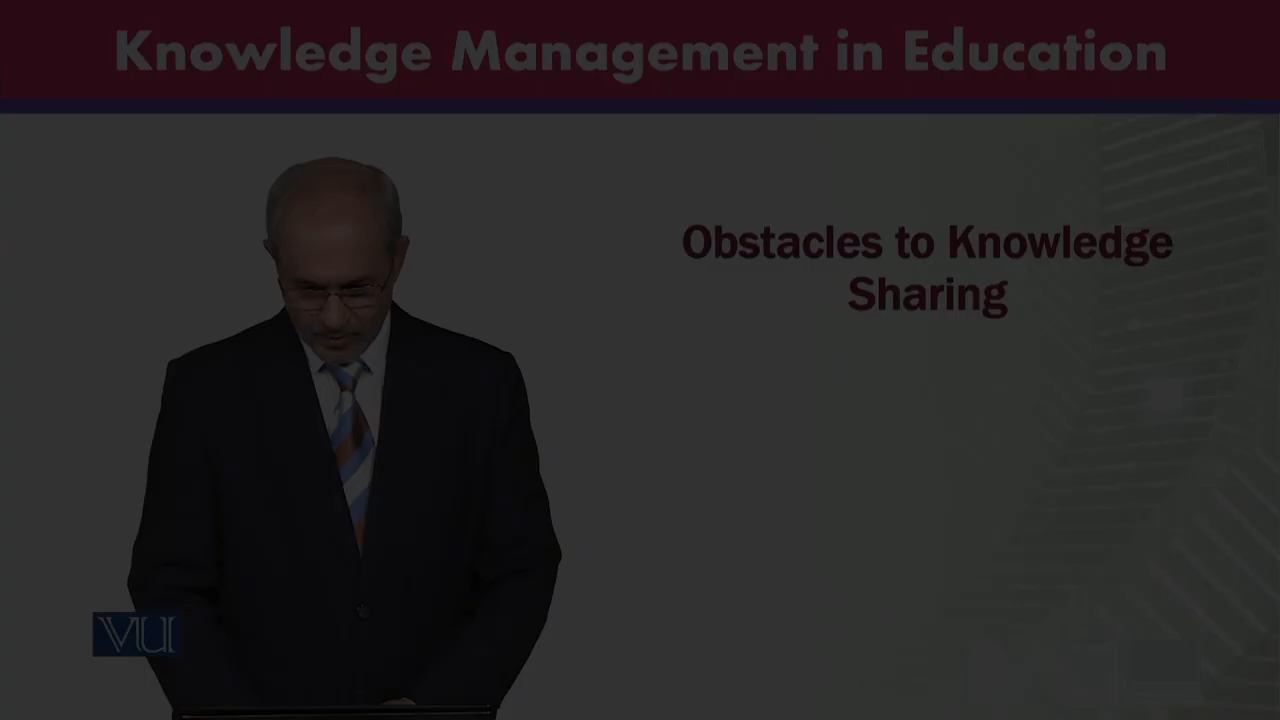 Knowledge Management in Education
Obstacles to Knowledge
Sharing
VU